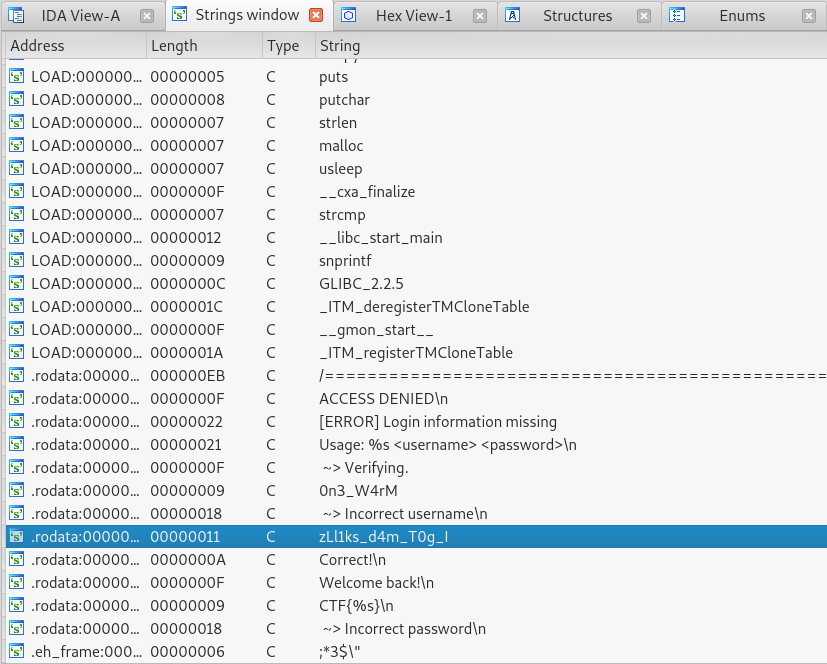 IDA View-A Strings window Hex View-1 Structures Enums
Address Length Type String
LOAD:000000... 00000005 C puts
LOAD:000000... 00000008 C putchar
LOAD:000000... 00000007 C strlen
LOAD:000000... 00000007 C malloc
LOAD:000000... 00000007 C usleep
LOAD:000000... 0000000F C __cxa_finalize
LOAD:000000... 00000007 C strcmp
LOAD:000000... 00000012 C __libc_start_main
LOAD:000000... 00000009 C snprintf
LOAD:000000... 0000000C C GLIBC_2.2.5
LOAD:000000... 0000001C C _ITM_deregisterTMCloneTable
LOAD:000000... 0000000F C __gmon_start__
LOAD:000000... 0000001A C _ITM_registerTMCloneTable
.rodata:00000... 000000EB C /===============================================
.rodata:00000... 0000000F C ACCESS DENIED\n
.rodata:00000... 00000022 C [ERROR] Login information missing
.rodata:00000... 00000021 C Usage: %s <username> <password>\n
.rodata:00000... 0000000F C ~> Verifying.
.rodata:00000... 00000009 C 0n3_W4rM
.rodata:00000... 00000018 C ~> Incorrect username\n
.rodata:00000... 00000011 C zLl1ks_d4m_T0g_I
.rodata:00000... 0000000A C Correct!\n
.rodata:00000... 0000000F C Welcome back!\n
.rodata:00000... 00000009 C CTF{%s}\n
.rodata:00000... 00000018 C ~> Incorrect password\n
.eh_frame:000... 00000006 C ;*3$\"